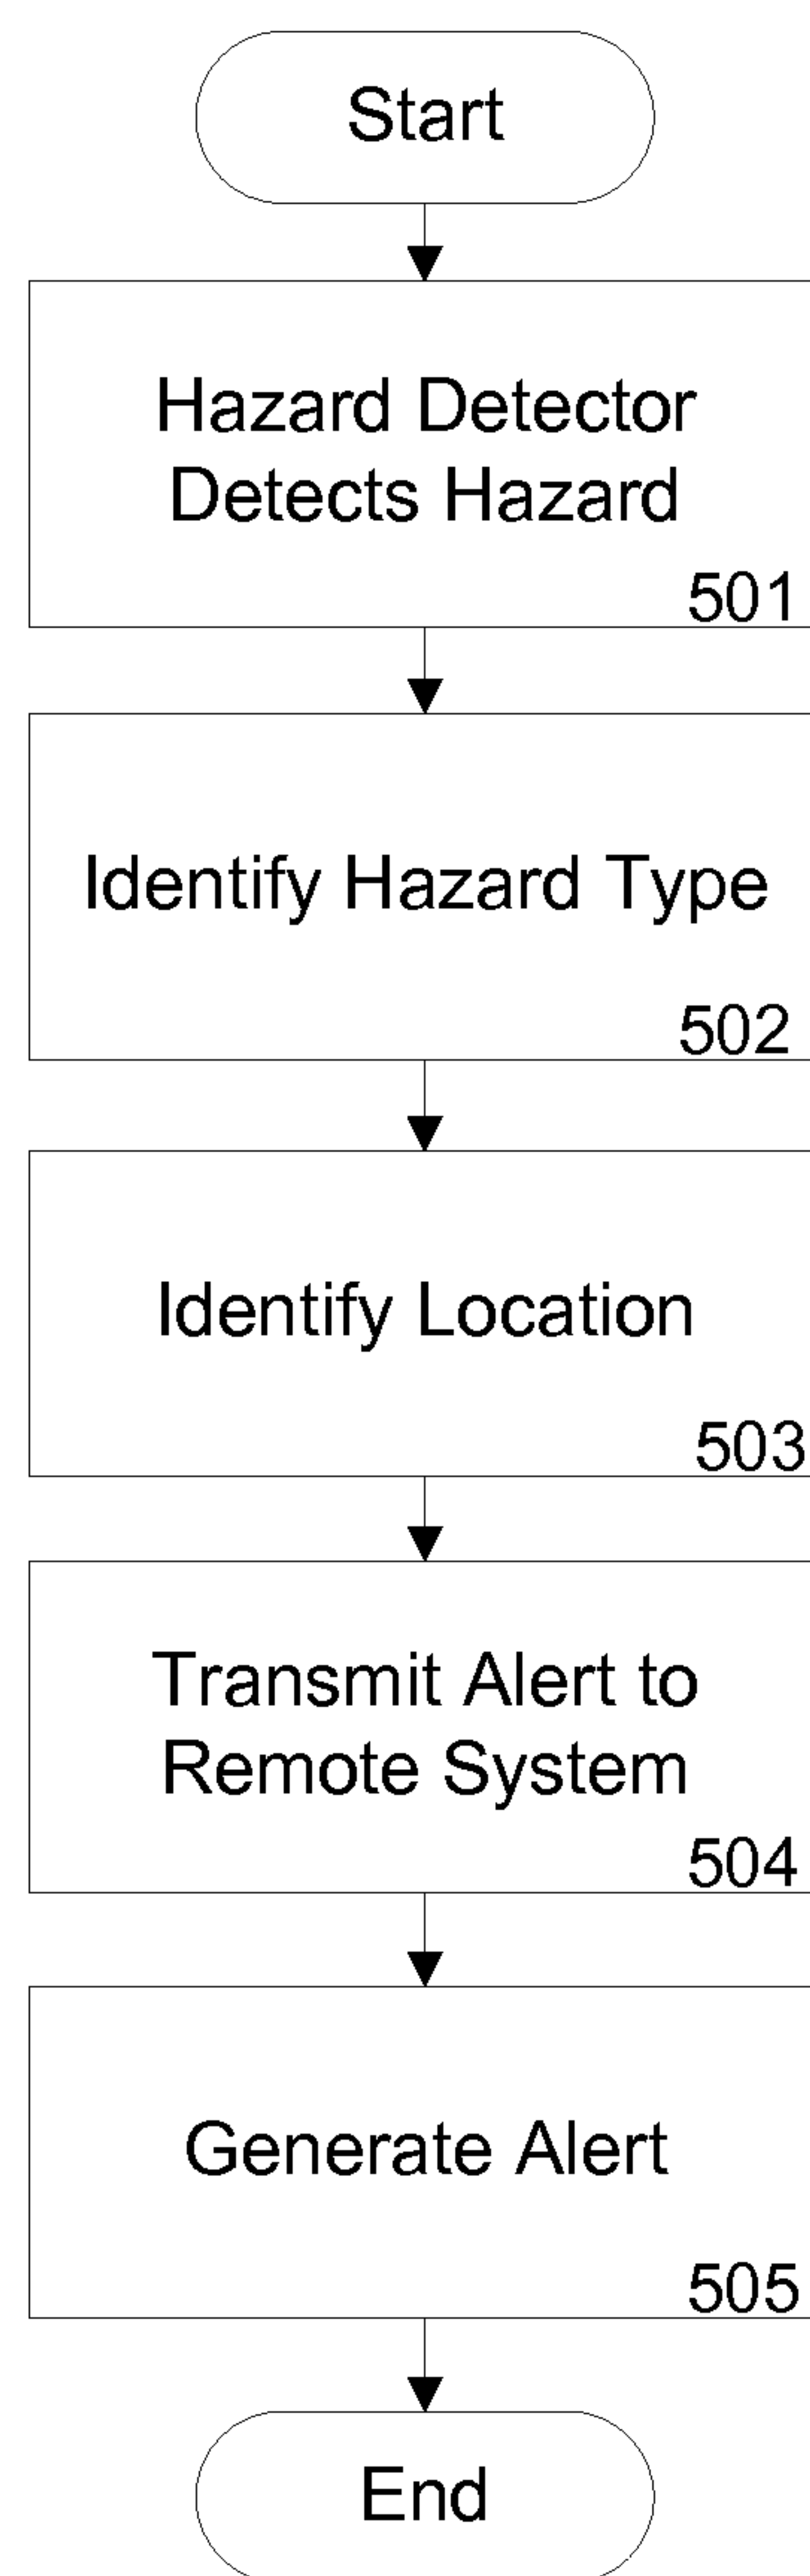 Start
Hazard Detector
Detects Hazard
501
Identify Hazard Type
502
Identify Location
503
Transmit Alert to
Remote System
504
Generate Alert
505
End